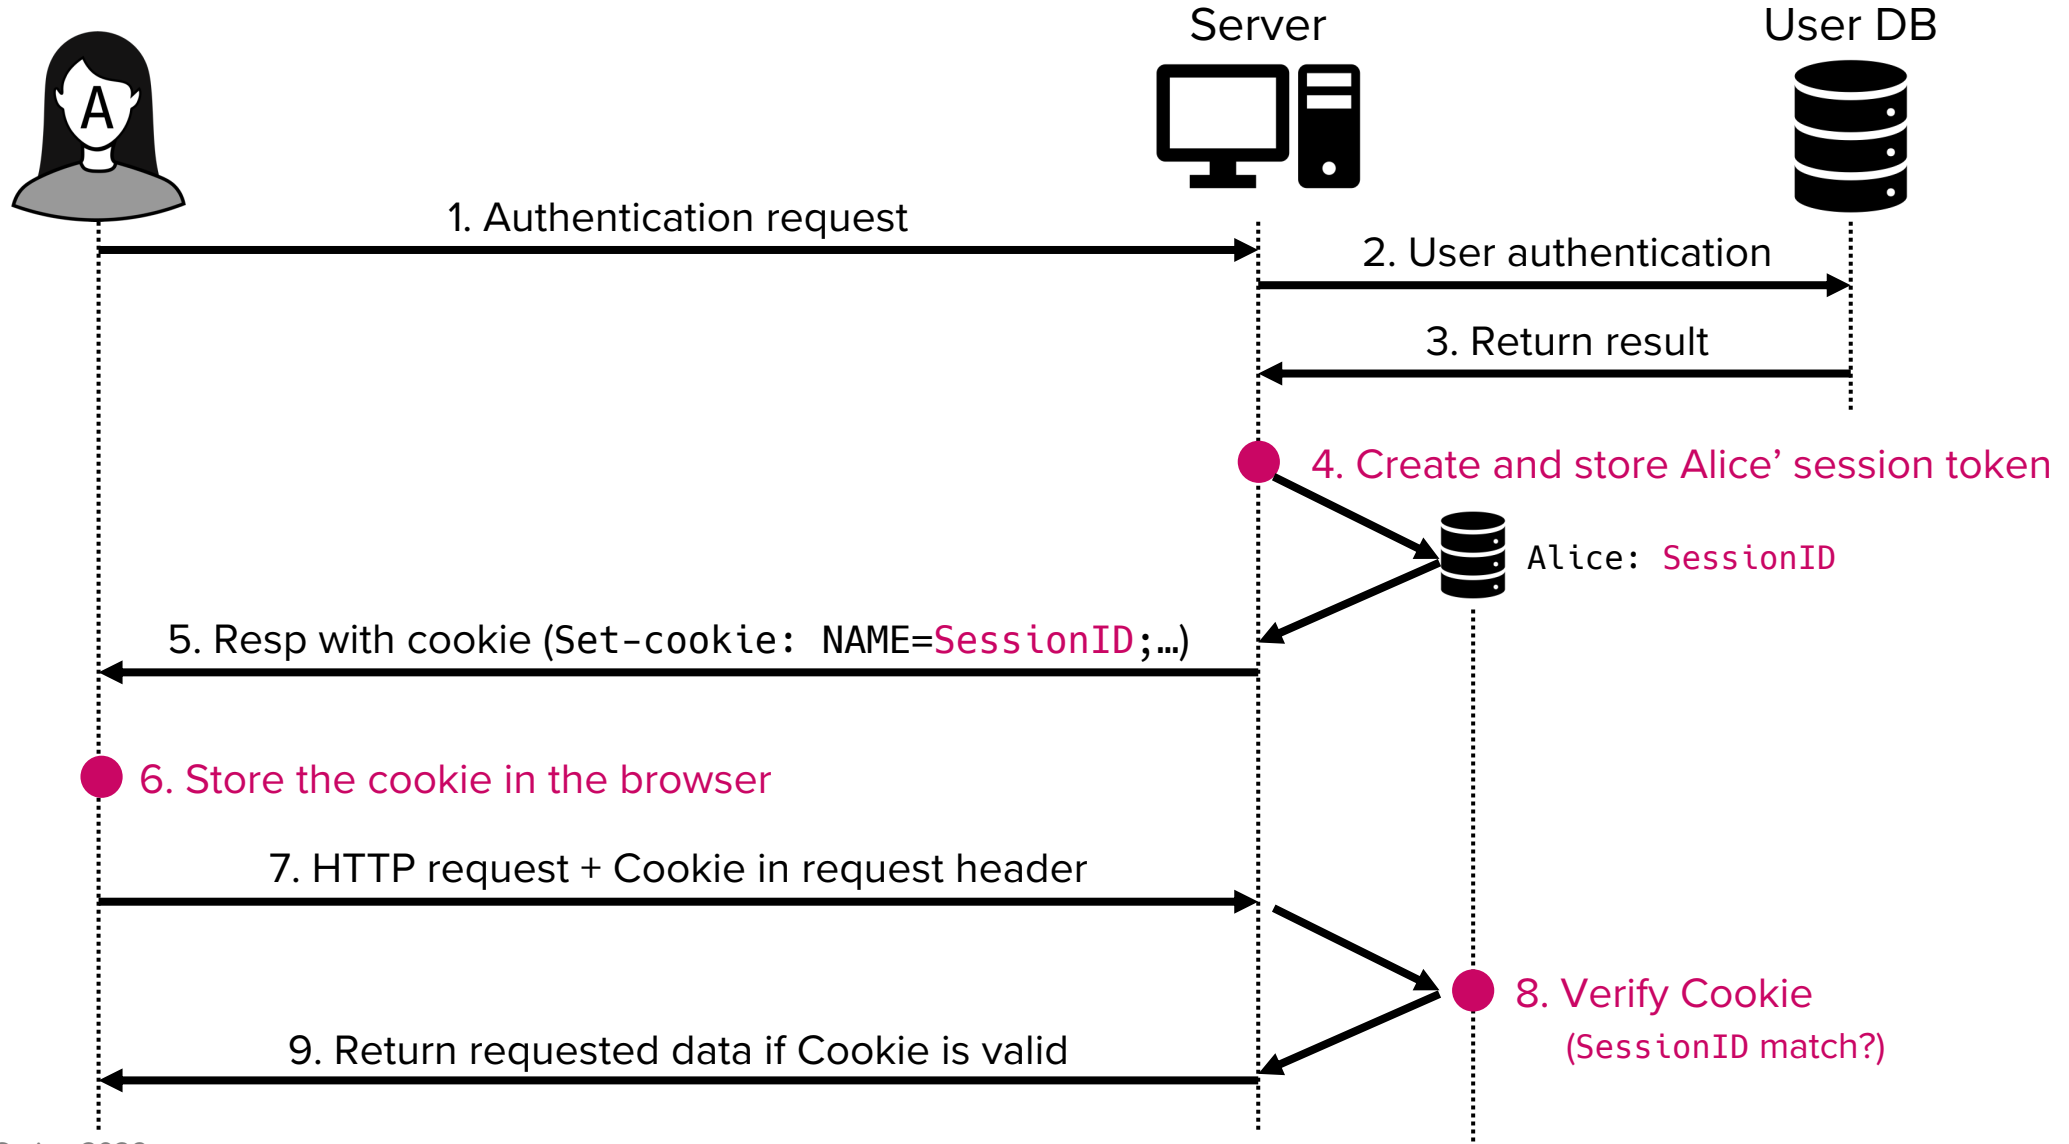 Server
User DB
A
1. Authentication request
2. User authentication
3. Return result
4. Create and store Alice’ session token
Alice: SessionID
5. Resp with cookie (Set-cookie: NAME=SessionID;…)
6. Store the cookie in the browser
7. HTTP request + Cookie in request header
8. Verify Cookie
(SessionID match?)
9. Return requested data if Cookie is valid